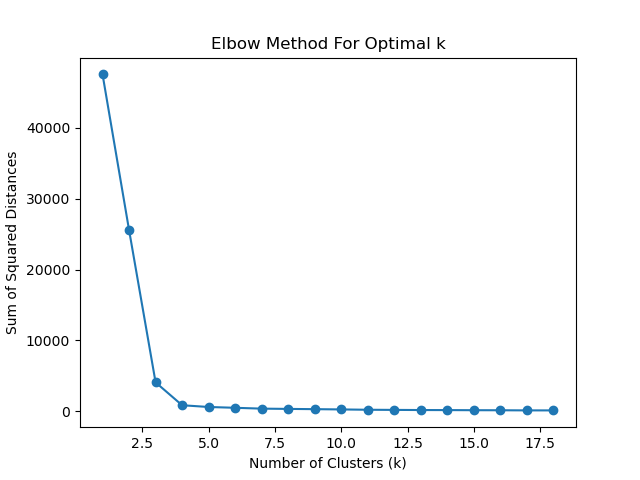 Elbow Method For Optimal k
Sum of Squared Distances
40000
30000
20000
10000
0
2.5 5.0 7.5 10.0 12.5 15.0 17.5
Number of Clusters (k)